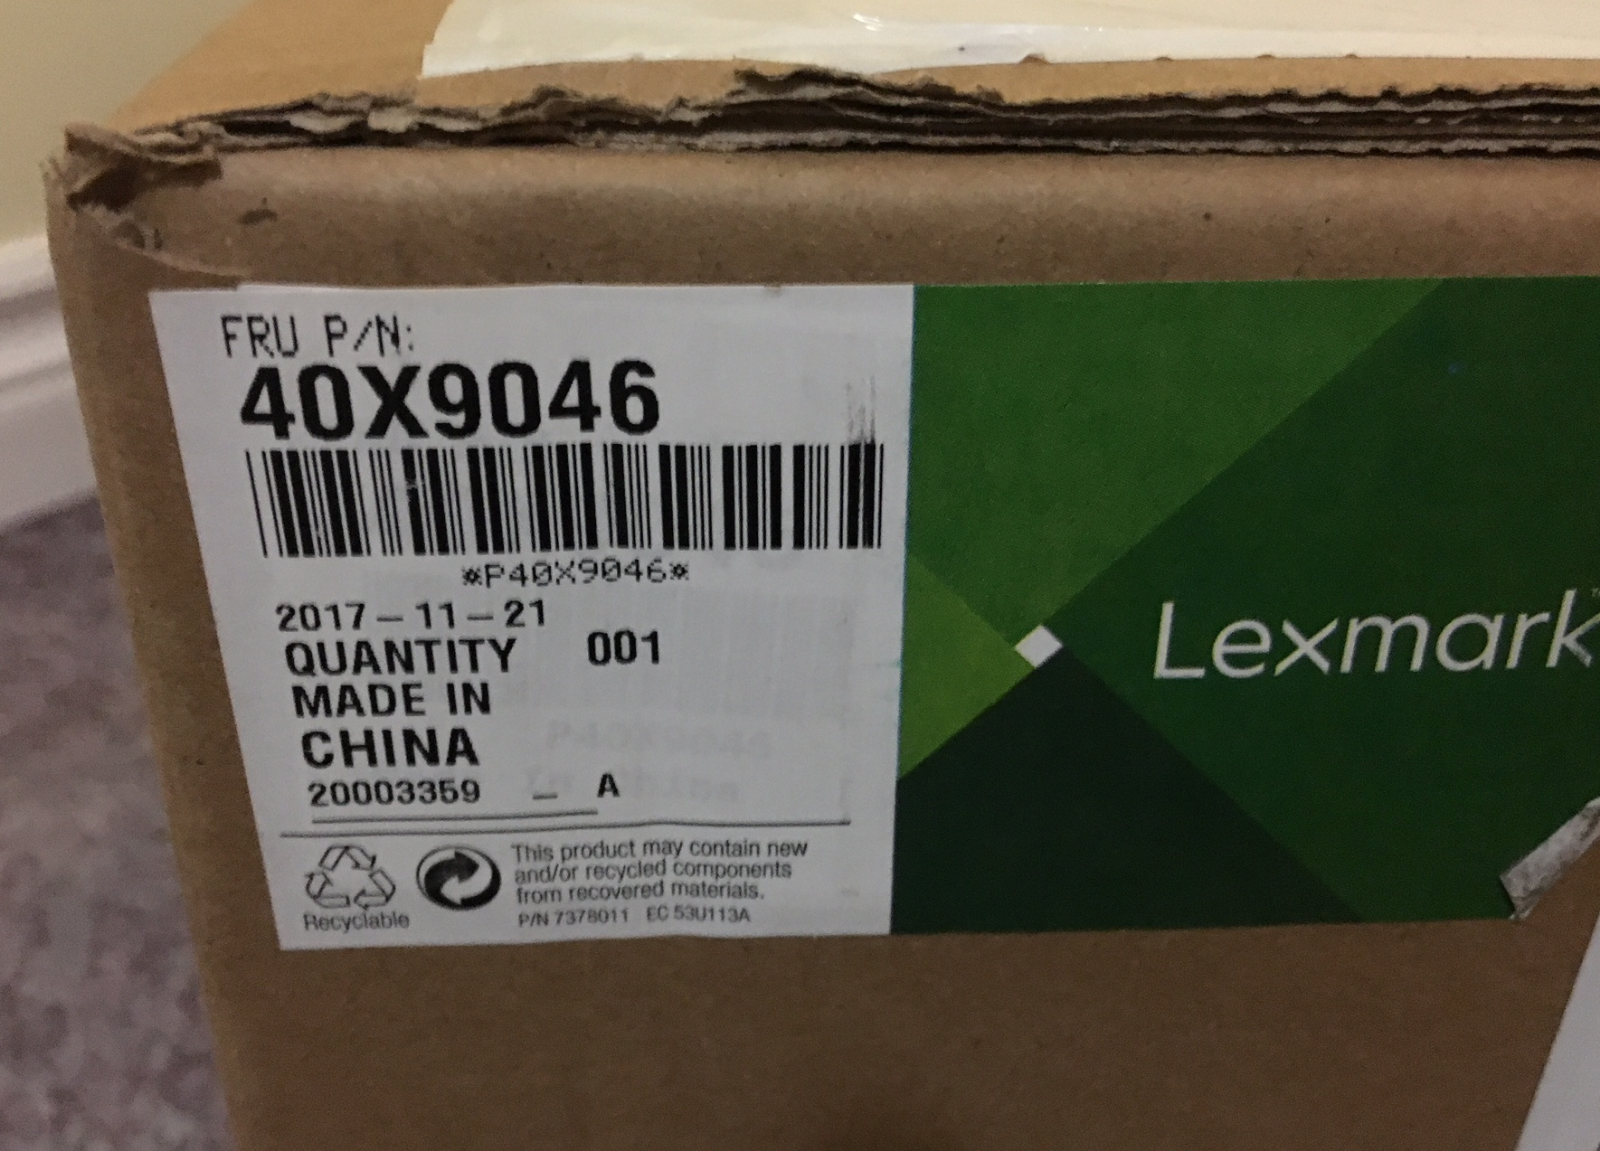 FRU P/N:
40X9046
*P40X9046*
2017-11-21
QUANTITY 001
MADE IN
CHINA
20003359 _ A
Recyclable
This product may contain new
and/or recycled components
from recovered materials.
P/N 7378011 EC 53U113A
Lexmark™